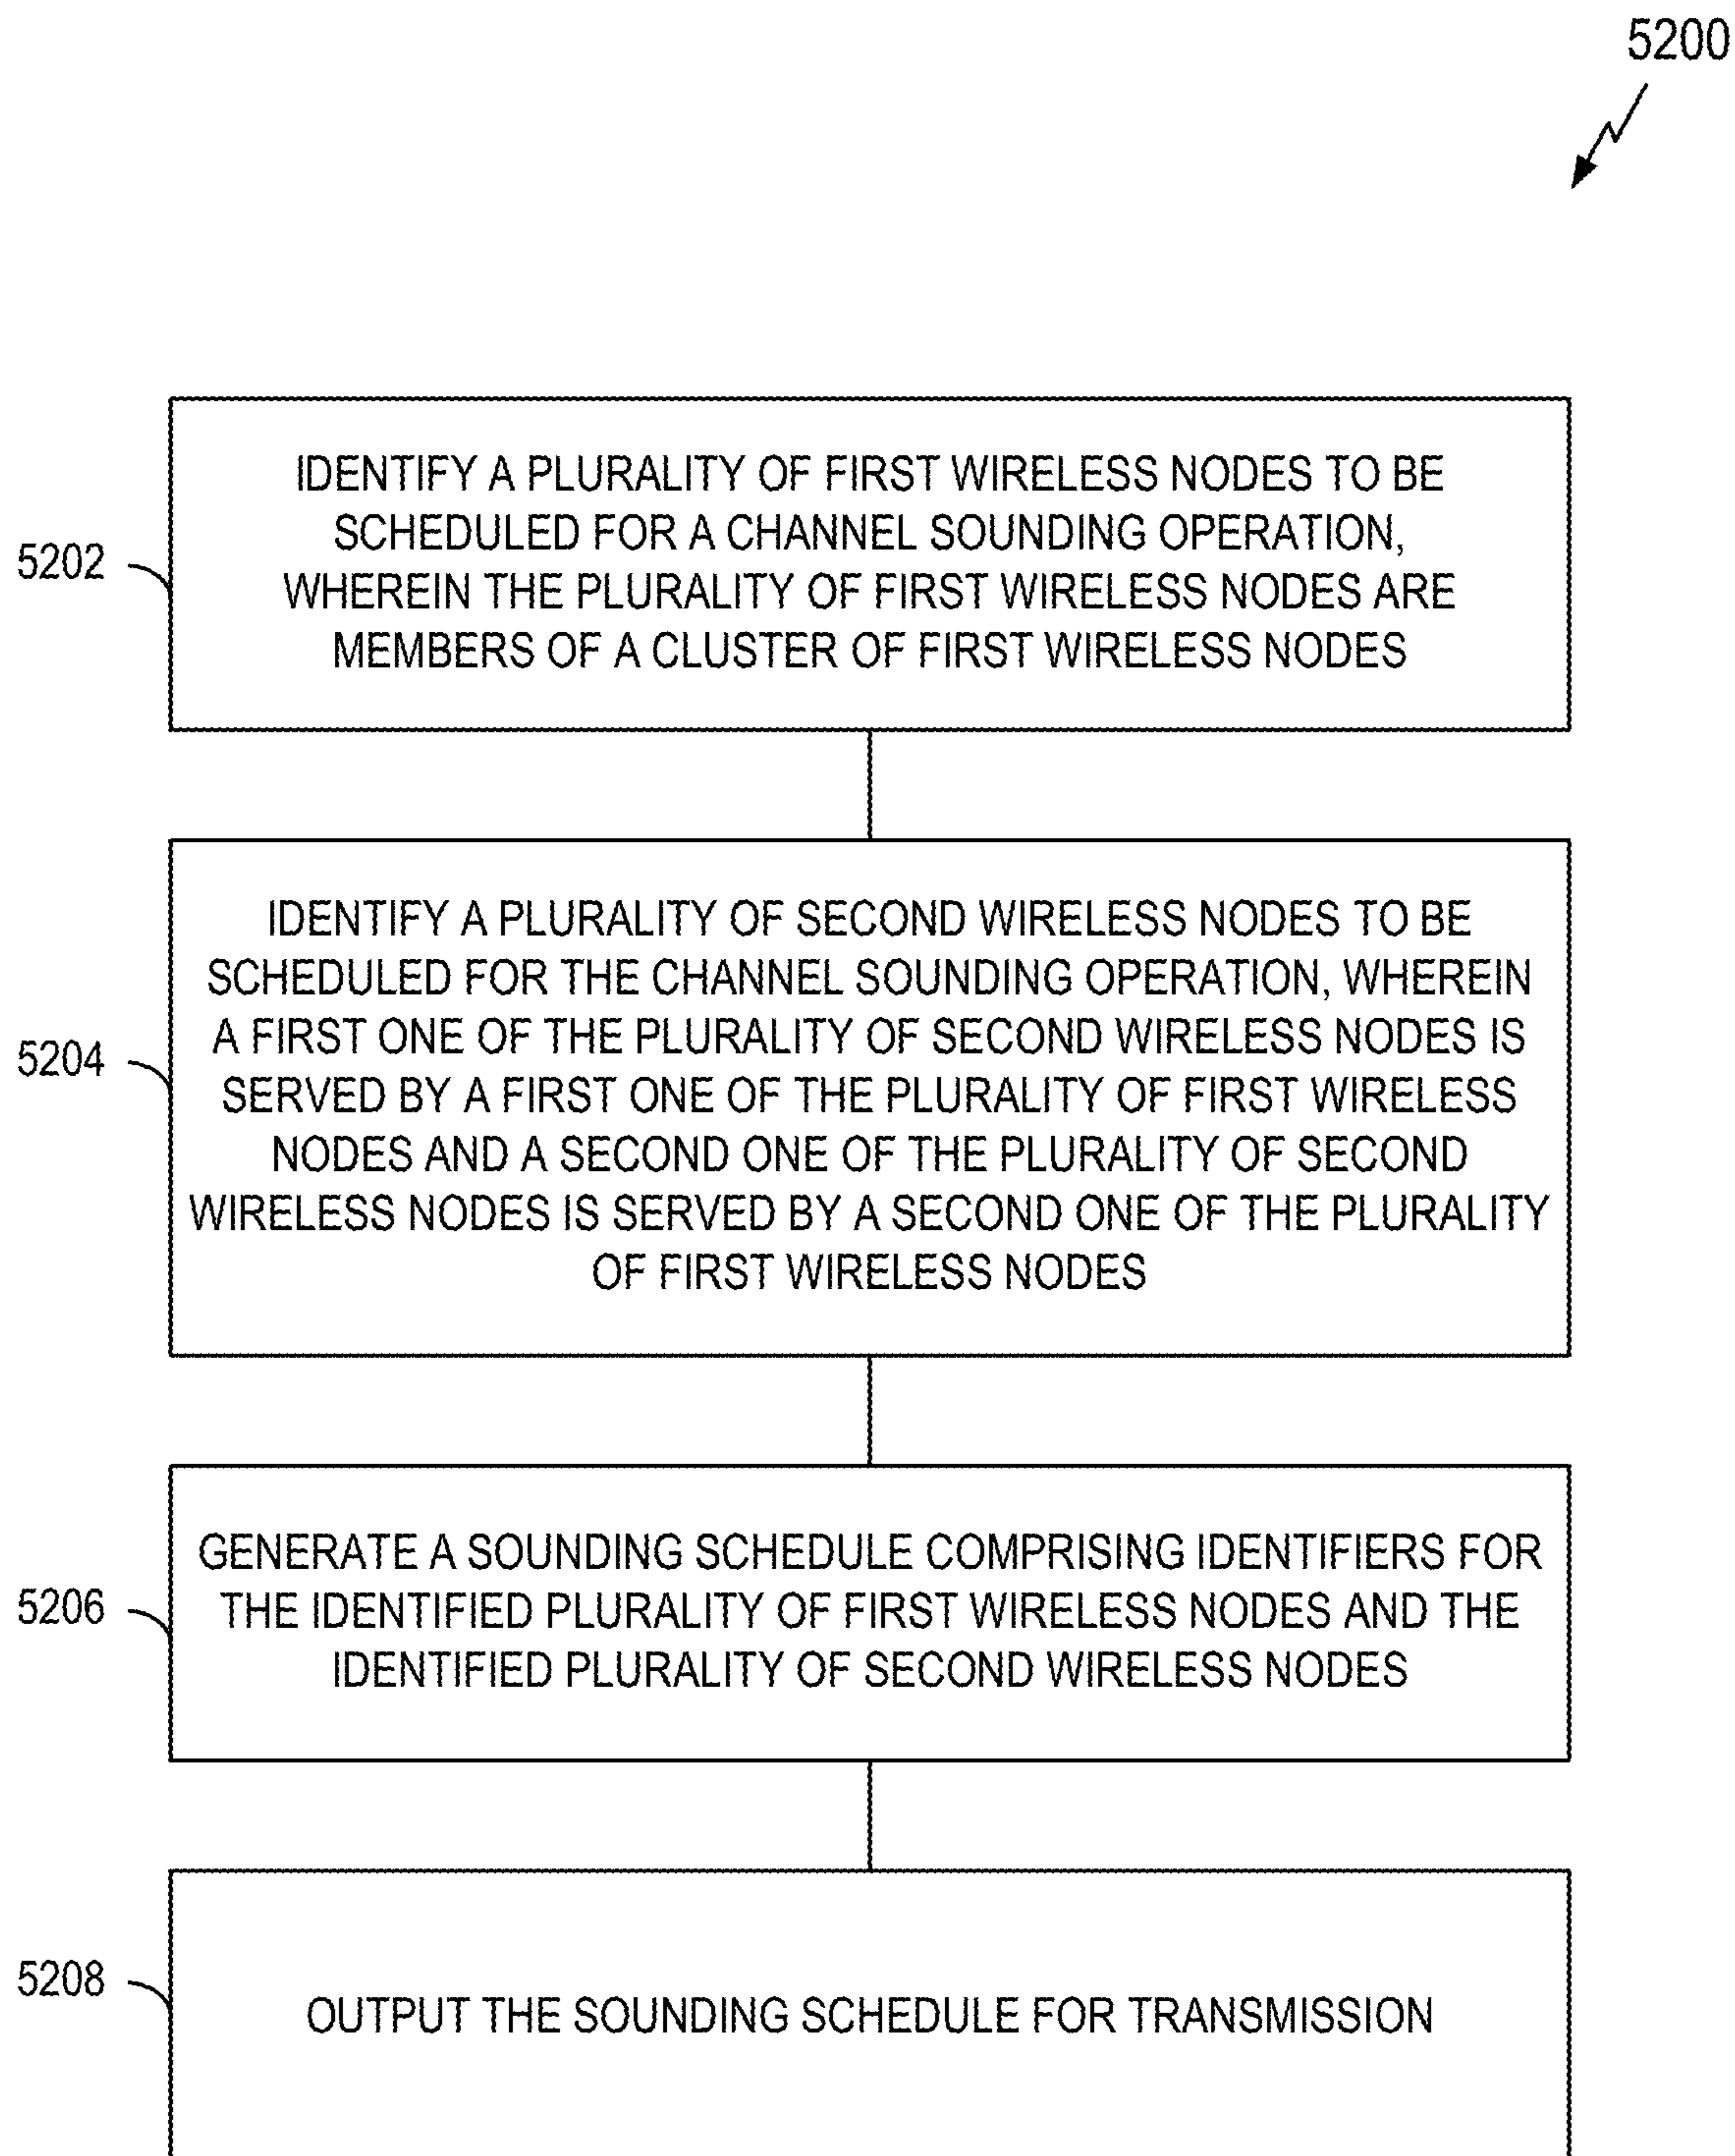 5200
5202
IDENTIFY A PLURALITY OF FIRST WIRELESS NODES TO BE
SCHEDULED FOR A CHANNEL SOUNDING OPERATION,
WHEREIN THE PLURALITY OF FIRST WIRELESS NODES ARE
MEMBERS OF A CLUSTER OF FIRST WIRELESS NODES
5204
IDENTIFY A PLURALITY OF SECOND WIRELESS NODES TO BE
SCHEDULED FOR THE CHANNEL SOUNDING OPERATION, WHEREIN
A FIRST ONE OF THE PLURALITY OF SECOND WIRELESS NODES IS
SERVED BY A FIRST ONE OF THE PLURALITY OF FIRST WIRELESS
NODES AND A SECOND ONE OF THE PLURALITY OF SECOND
WIRELESS NODES IS SERVED BY A SECOND ONE OF THE PLURALITY
OF FIRST WIRELESS NODES
5206
GENERATE A SOUNDING SCHEDULE COMPRISING IDENTIFIERS FOR
THE IDENTIFIED PLURALITY OF FIRST WIRELESS NODES AND THE
IDENTIFIED PLURALITY OF SECOND WIRELESS NODES
5208
OUTPUT THE SOUNDING SCHEDULE FOR TRANSMISSION